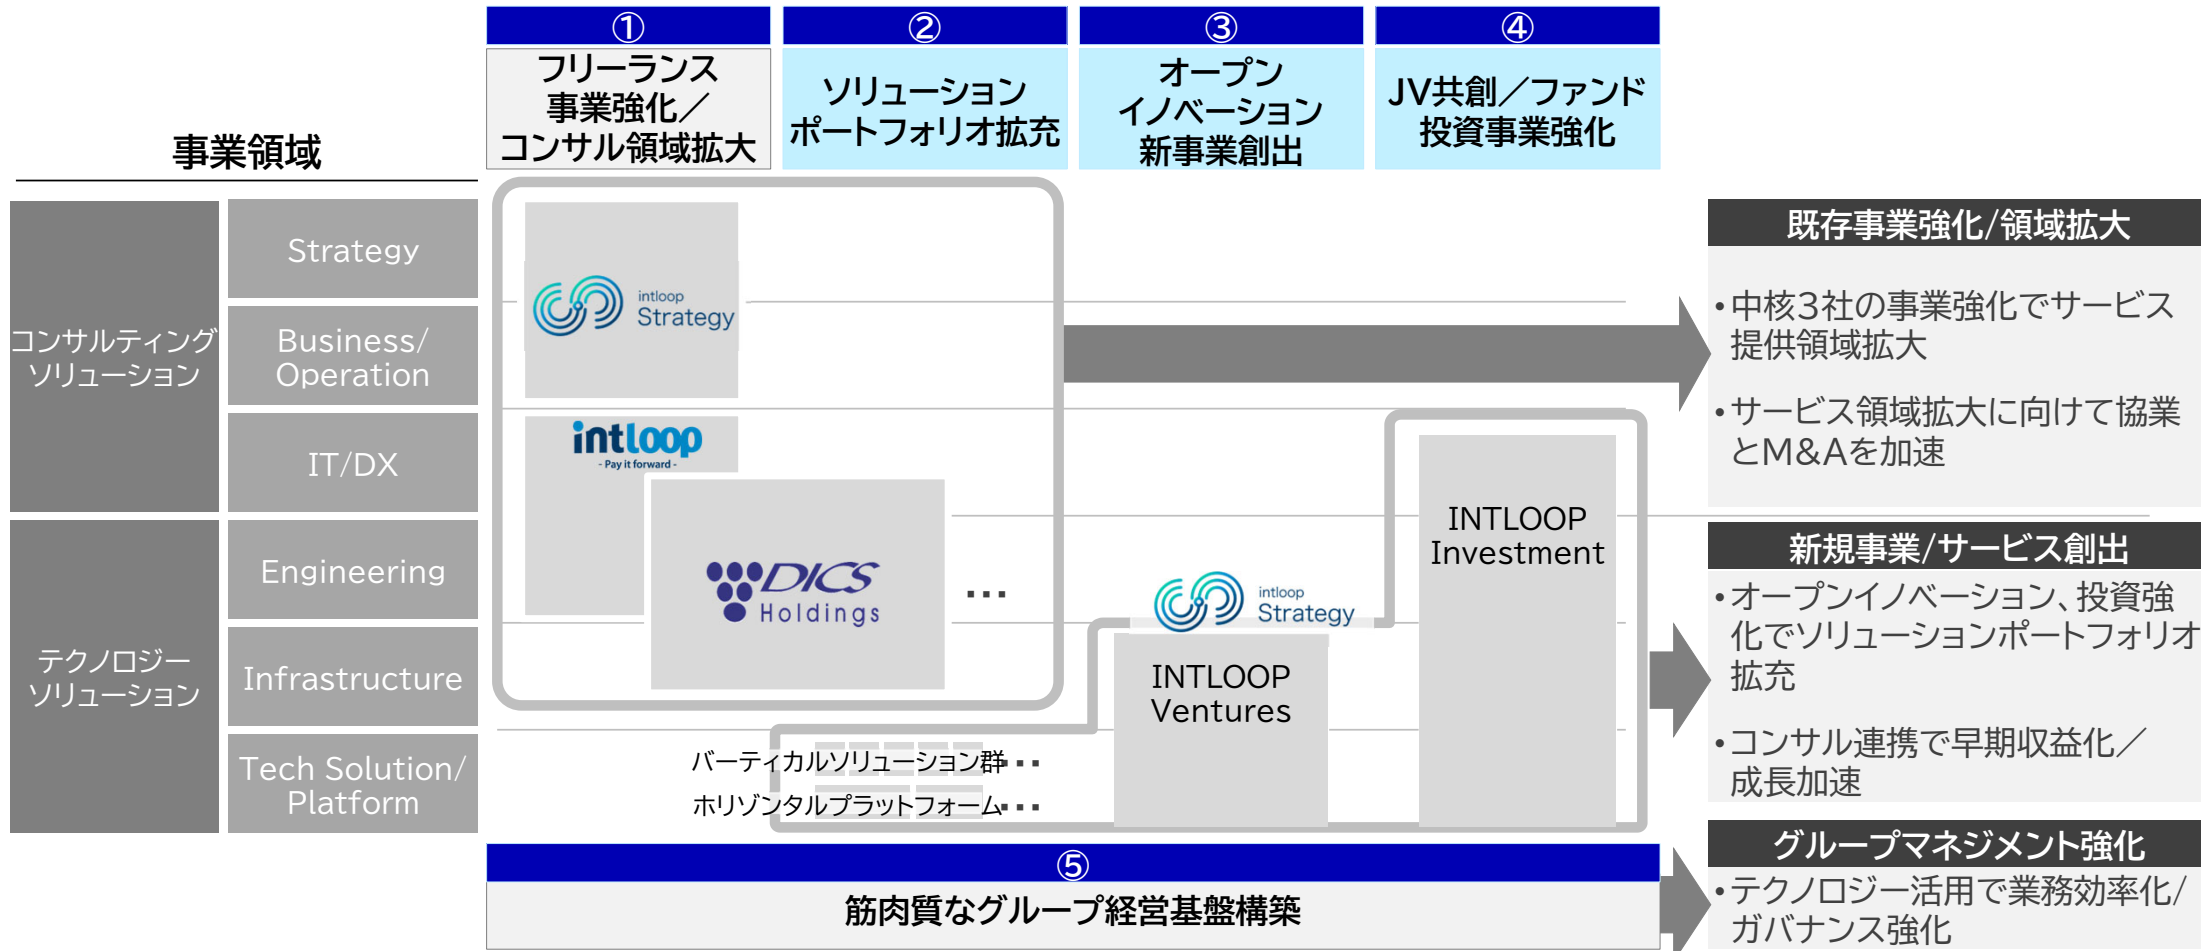 ①
フリーランス
事業強化／
コンサル領域拡大
②
ソリューション
ポートフォリオ拡充
③
オープン
イノベーション
新事業創出
④
JV共創／ファンド
投資事業強化
事業領域
コンサルティング
ソリューション
Strategy
Business/
Operation
IT/DX
テクノロジー
ソリューション
Engineering
Infrastructure
Tech Solution/
Platform
intloop
Strategy
intloop
- Pay it forward -
DICS
Holdings
…
intloop
Strategy
INTLOOP
Ventures
INTLOOP
Investment
バーティカルソリューション群…
ホリゾンタルプラットフォーム…
既存事業強化/領域拡大
•中核3社の事業強化でサービス
提供領域拡大
•サービス領域拡大に向けて協業
とM&Aを加速
新規事業/サービス創出
•オープンイノベーション、投資強
化でソリューションポートフォリオ
拡充
•コンサル連携で早期収益化／
成長加速
⑤
筋肉質なグループ経営基盤構築
グループマネジメント強化
•テクノロジー活用で業務効率化/
ガバナンス強化